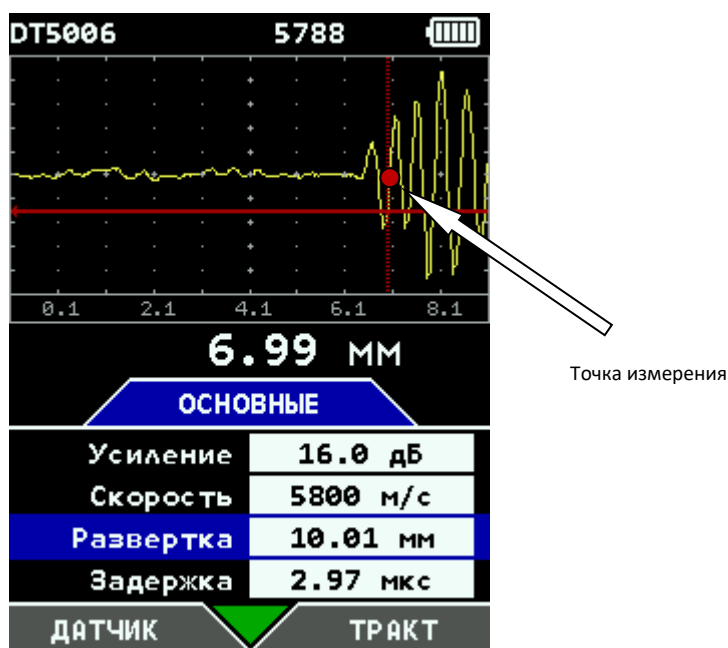 DT5006 5788
0.1 2.1 4.1 6.1 8.1
6.99 мм
Точка измерения
ОСНОВНЫЕ
Усиление 16.0 дБ
Скорость 5800 м/с
Развертка 10.01 мм
Задержка 2.97 мкс
ДАТЧИК ТРАКТ